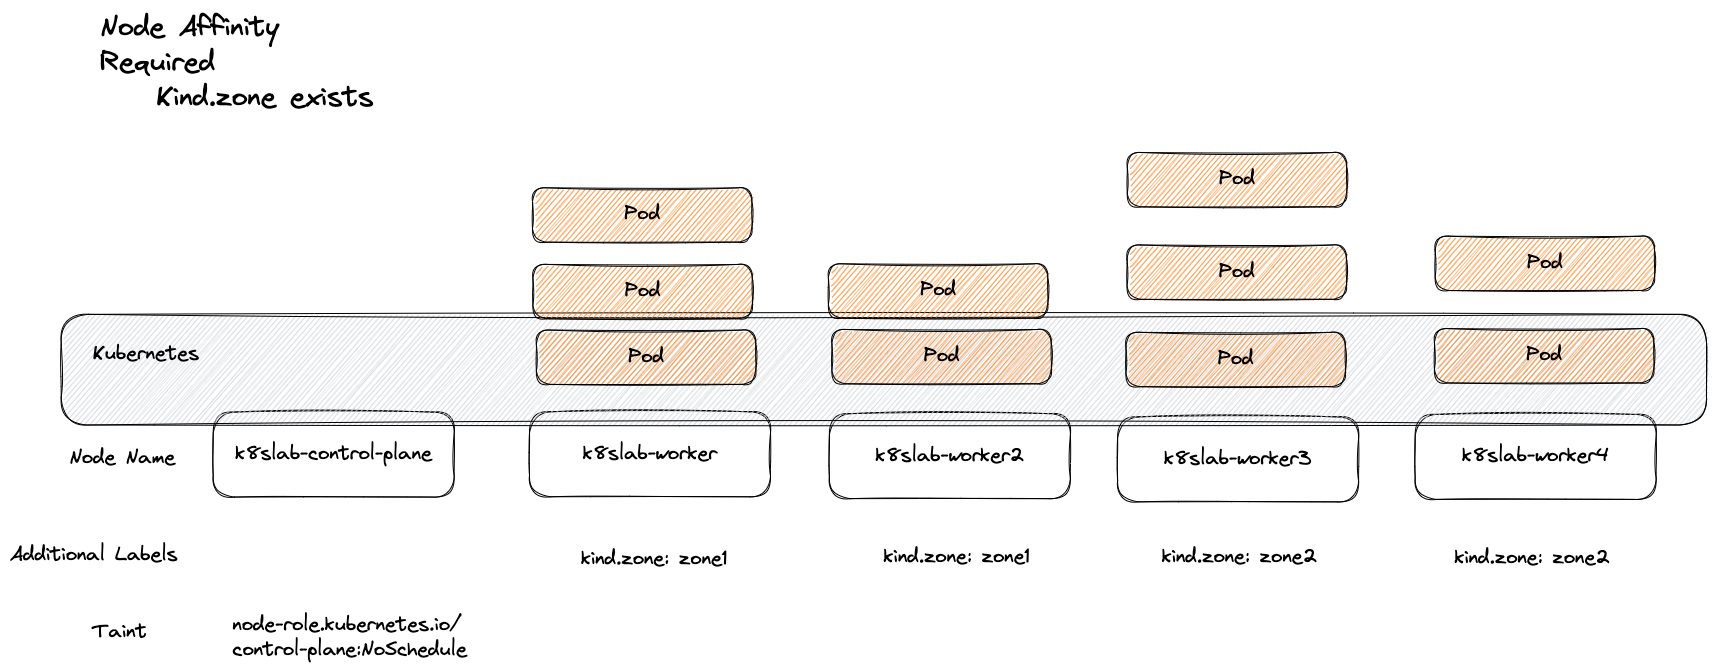 Node Affinity
Required
Kind.zone exists
Pod
Pod
Pod
Pod
Pod
Pod
Pod
Kubernetes
Pod
Pod
Pod
Node Name
k8slab-control-plane
k8slab-worker
k8slab-worker2
k8slab-worker3
k8slab-worker4
Additional Labels
kind.zone: zone1
kind.zone: zone1
kind.zone: zone2
kind.zone: zone2
Taint
node-role.kubernetes.io/
control-plane:NoSchedule